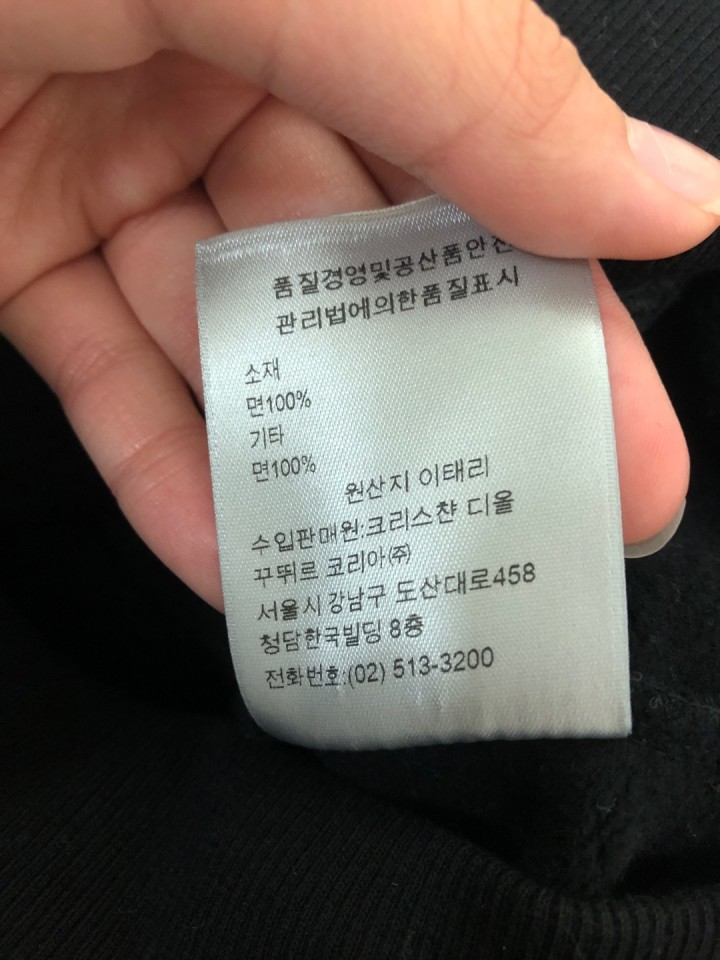 품질경영및공산품안전
관리법에의한품질표시
소재
면100%
기타
면100%
원산지 이태리
수입판매원:크리스챤 디올
꾸뛰르 코리아㈜
서울시 강남구 도산대로458
청담한국빌딩 8층
전화번호:(02) 513-3200